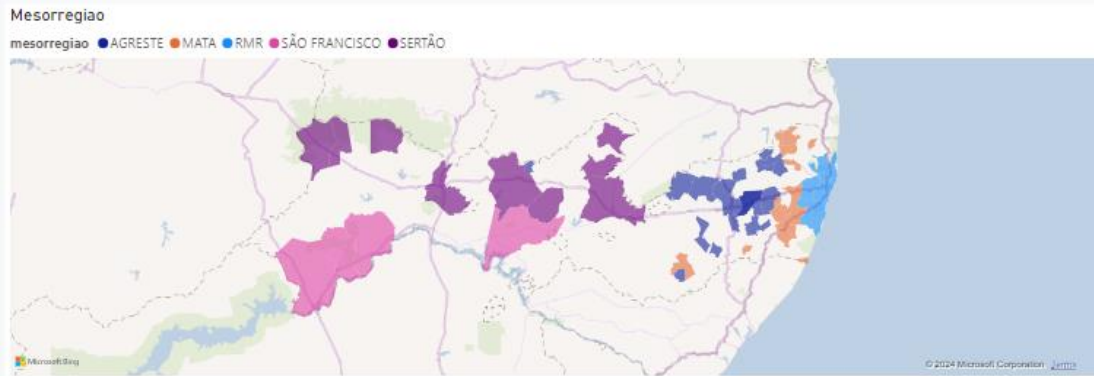 Mesorregiao
mesorregiao AGRESTE MATA RMR SÃO FRANCISCO SERTÃO
Microsoft Bing
© 2024 Microsoft Corporation Terms